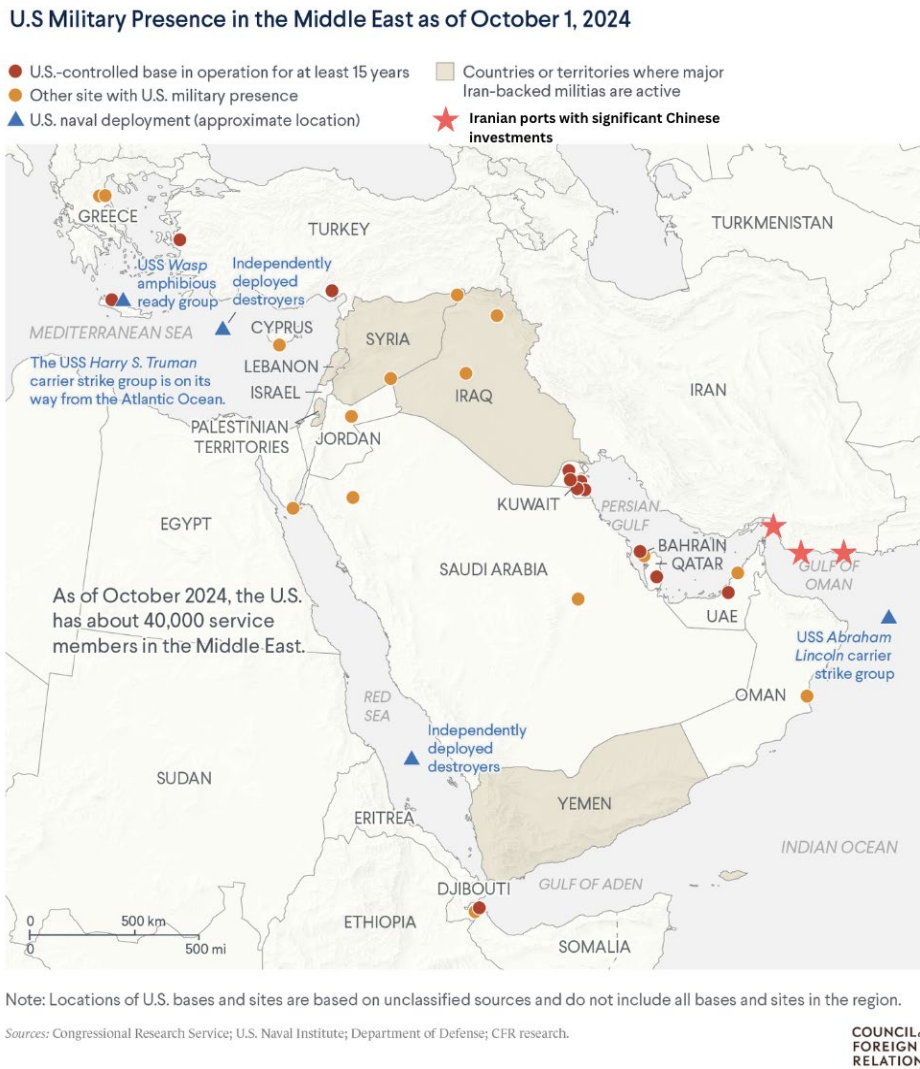 U.S Military Presence in the Middle East as of October 1, 2024
U.S.-controlled base in operation for at least 15 years
Other site with U.S. military presence
U.S. naval deployment (approximate location)
Countries or territories where major
Iran-backed militias are active
Iranian ports with significant Chinese
investments
GREECE
TURKEY
TURKMENISTAN
USS Wasp
amphibious
ready group
Independently
deployed
destroyers
MEDITERRANEAN SEA
CYPRUS
SYRIA
The USS Harry S. Truman
carrier strike group is on its
way from the Atlantic Ocean.
LEBANON
ISRAEL
IRAQ
IRAN
PALESTINIAN
TERRITORIES
JORDAN
KUWAIT
PERSIAN
GULF
EGYPT
BAHRAIN
QATAR
SAUDI ARABIA
GULF OF
OMAN
As of October 2024, the U.S.
has about 40,000 service
members in the Middle East.
UAE
USS Abraham
Lincoln carrier
strike group
OMAN
RED
SEA
Independently
deployed
destroyers
SUDAN
YEMEN
ERITREA
INDIAN OCEAN
DJIBOUTI
GULF OF ADEN
ETHIOPIA
SOMALIA
0 500 km
0 500 mi
Note: Locations of U.S. bases and sites are based on unclassified sources and do not include all bases and sites in the region.
Sources: Congressional Research Service; U.S. Naval Institute; Department of Defense; CFR research.
COUNCIL
FOREIGN
RELATION